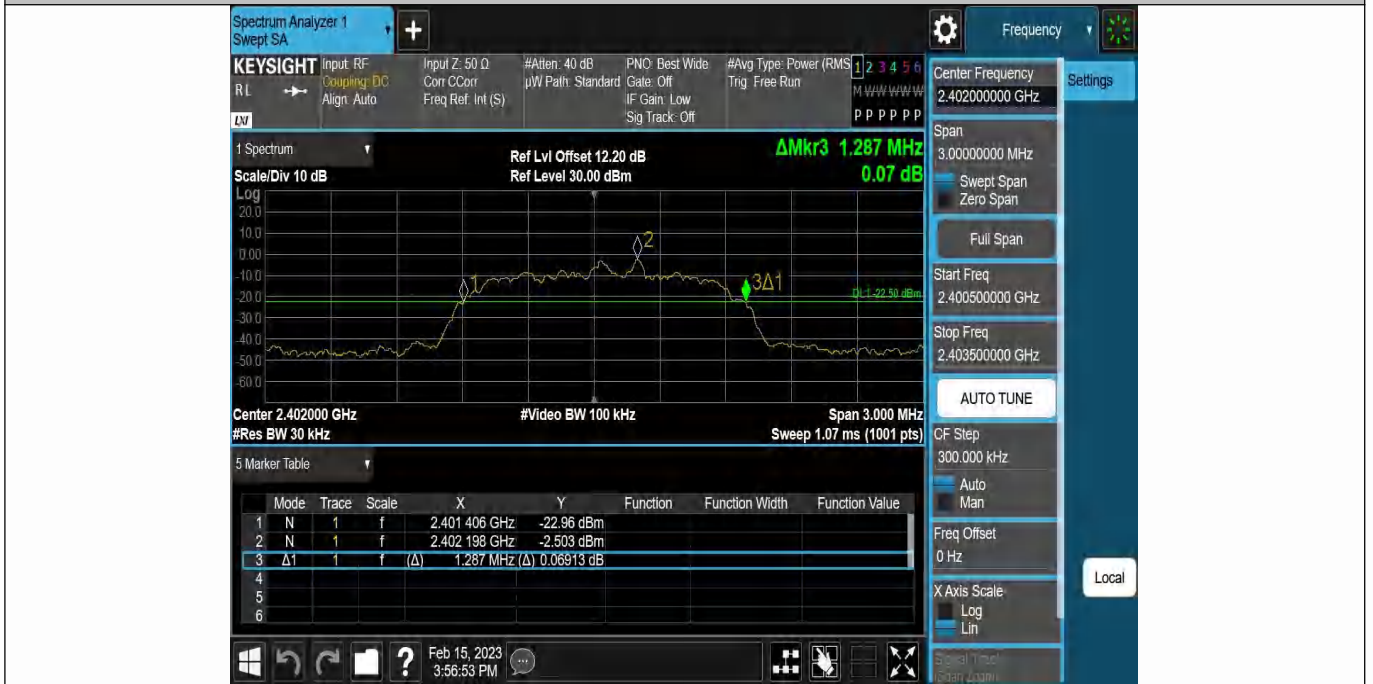 Spectrum Analyzer 1
Swept SA
Frequency
KEYSIGHT
RL
LXI
Input: RF
Coupling: DC
Align: Auto
Input Z: 50 Ω
Corr CCorr
Freq Ref: Int (S)
#Atten: 40 dB
µW Path: Standard
PNO: Best Wide
Gate: Off
IF Gain: Low
Sig Track: Off
#Avg Type: Power (RMS
Trig: Free Run
1 2 3 4 5 6
M W W W W W
P P P P P P
1 Spectrum
Scale/Div 10 dB
Ref Lvl Offset 12.20 dB
Ref Level 30.00 dBm
ΔMkr3 1.287 MHz
0.07 dB
Log
20.0
10.0
0.00
-10.0
-20.0
-30.0
-40.0
-50.0
-60.0
1
2
3Δ1
DL1 -22.50 dBm
Center 2.402000 GHz
#Video BW 100 kHz
Span 3.000 MHz
#Res BW 30 kHz
Sweep 1.07 ms (1001 pts)
5 Marker Table
Mode Trace Scale X Y Function Function Width Function Value
1 N 1 f 2.401 406 GHz -22.96 dBm
2 N 1 f 2.402 198 GHz -2.503 dBm
3 Δ1 1 f (Δ) 1.287 MHz (Δ) 0.06913 dB
4
5
6
Feb 15, 2023
3:56:53 PM
Center Frequency
2.402000000 GHz
Settings
Span
3.00000000 MHz
Swept Span
Zero Span
Full Span
Start Freq
2.400500000 GHz
Stop Freq
2.403500000 GHz
AUTO TUNE
CF Step
300.000 kHz
Auto
Man
Freq Offset
0 Hz
Local
X Axis Scale
Log
Lin
Signal Track
(Span Zoom)